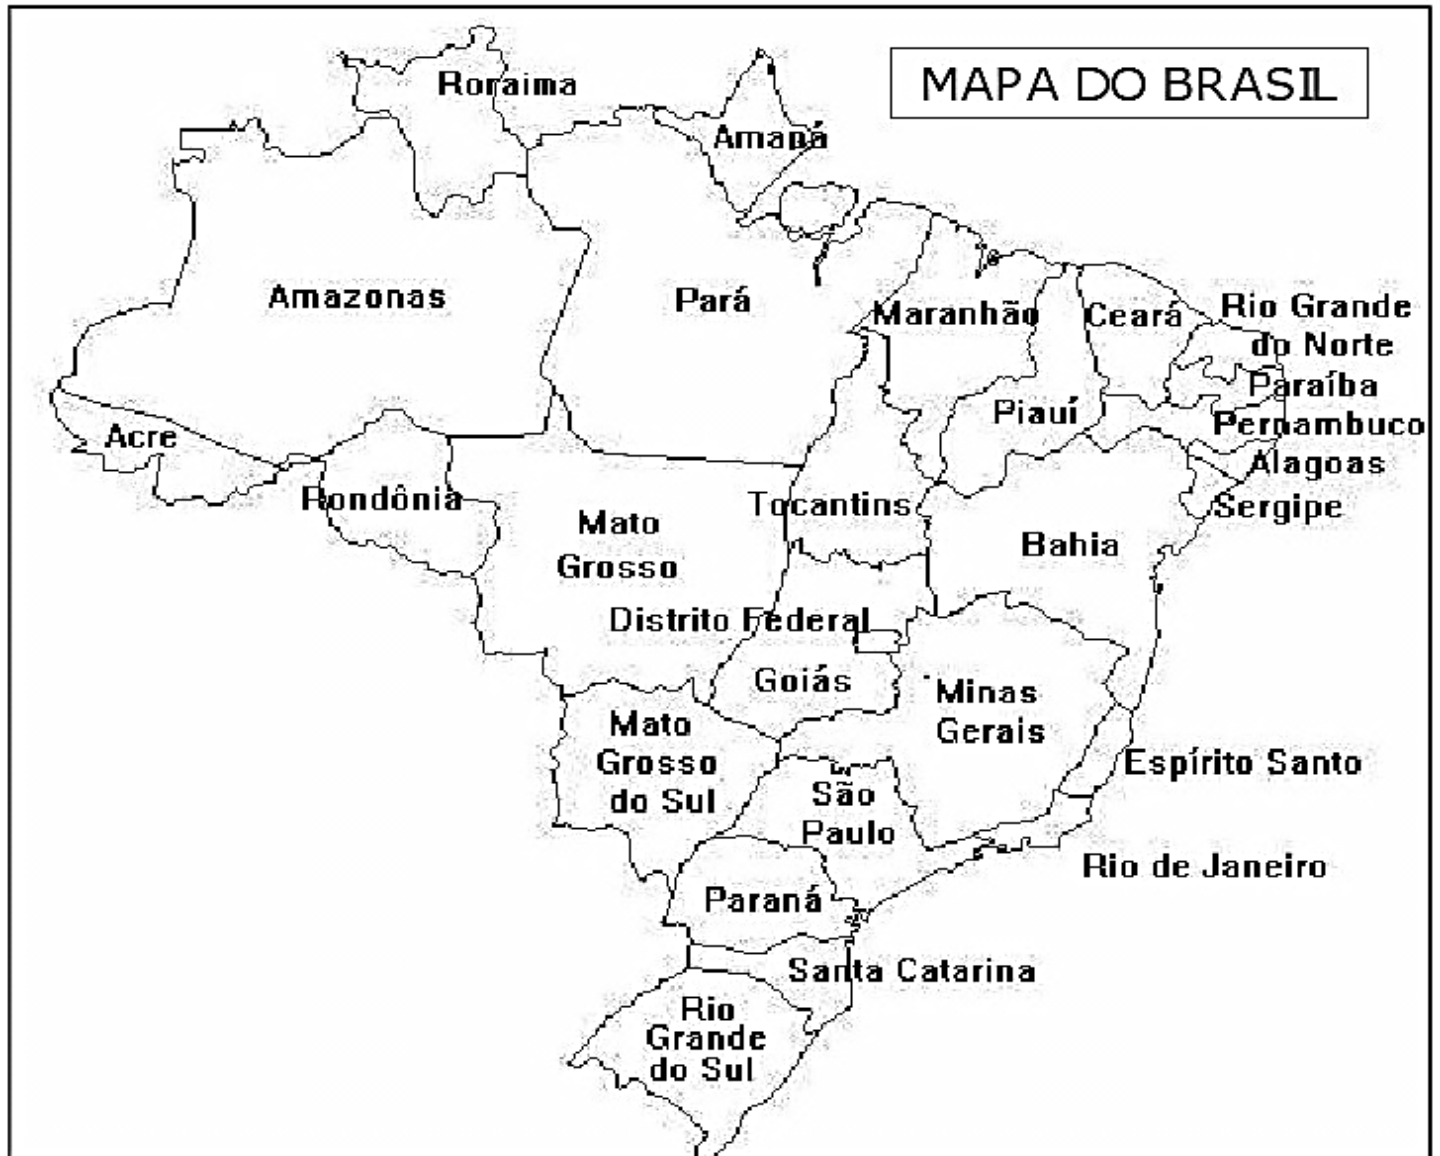 MAPA DO BRASIL
Roraima
Amapá
Amazonas
Pará
Maranhão
Ceará
Rio Grande
do Norte
Paraíba
Piauí
Pernambuco
Acre
Alagoas
Rondônia
Tocantins
Sergipe
Mato
Grosso
Bahia
Distrito Federal
Goiás
Minas
Gerais
Mato
Grosso
do Sul
Espírito Santo
São
Paulo
Rio de Janeiro
Paraná
Santa Catarina
Rio
Grande
do Sul